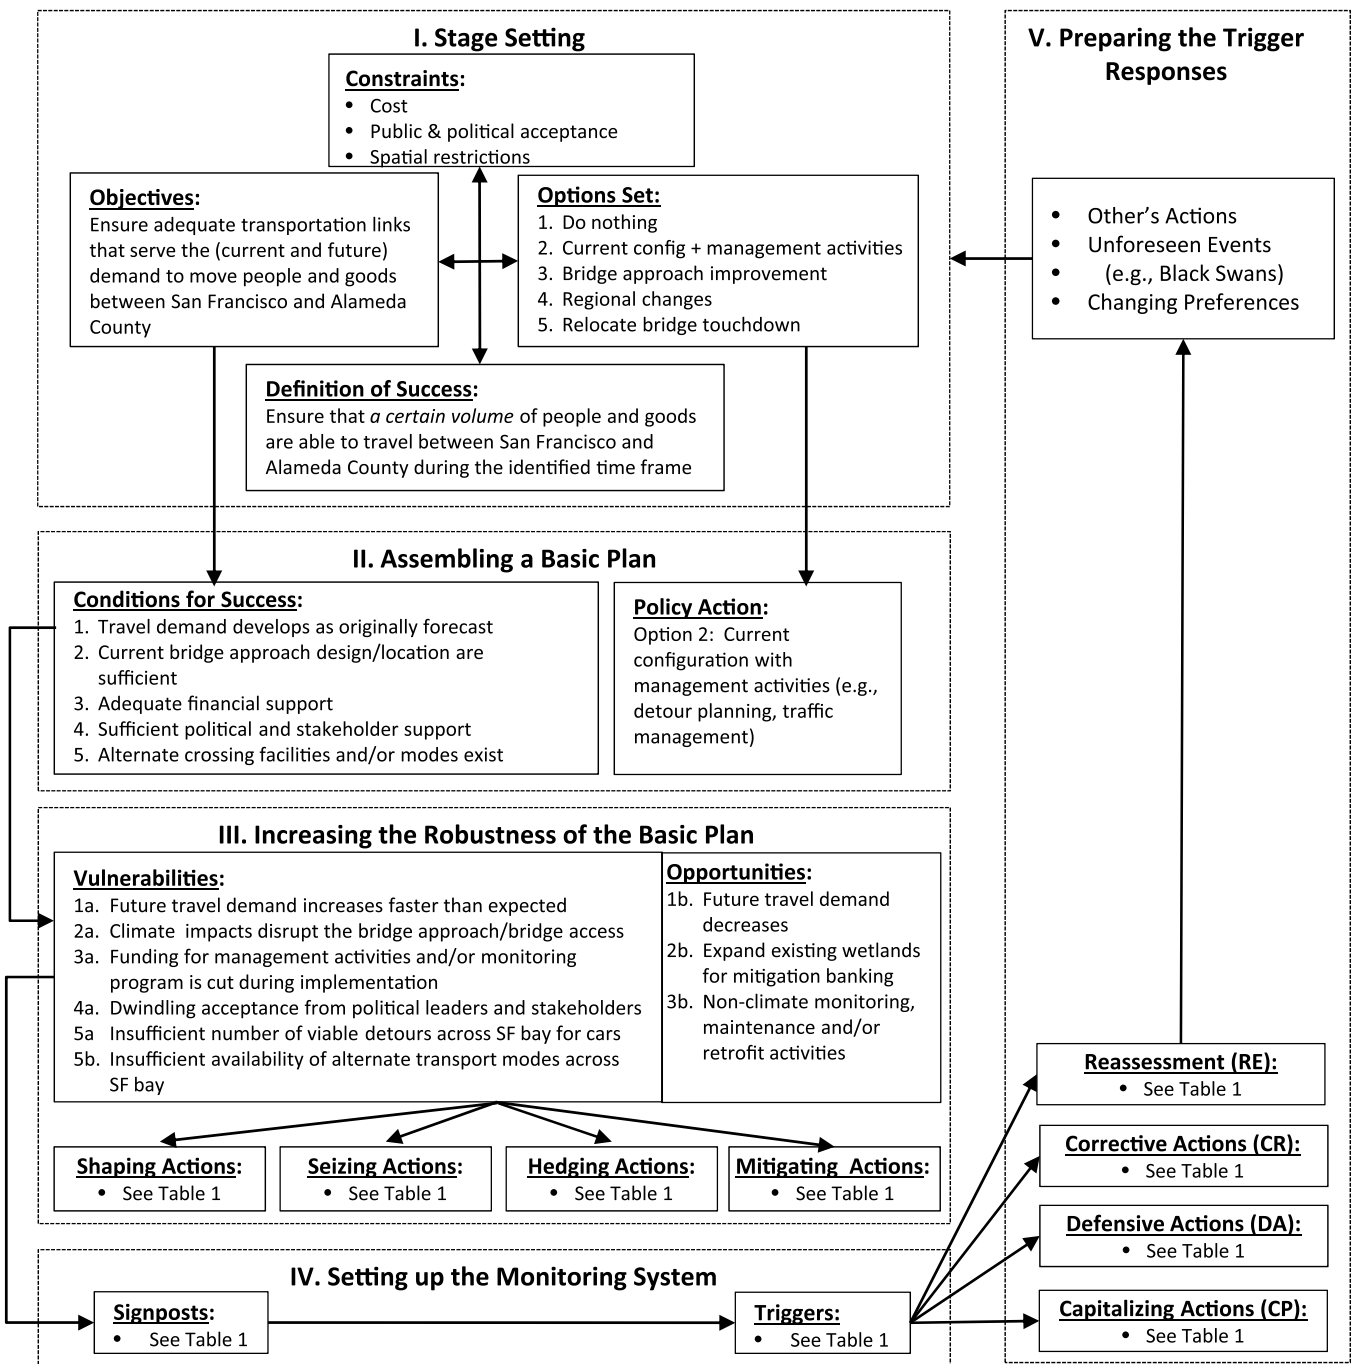 I. Stage Setting
Constraints:
• Cost
• Public & political acceptance
• Spatial restrictions
Objectives:
Ensure adequate transportation links
that serve the (current and future)
demand to move people and goods
between San Francisco and Alameda
County
Options Set:
1. Do nothing
2. Current config + management activities
3. Bridge approach improvement
4. Regional changes
5. Relocate bridge touchdown
Definition of Success:
Ensure that a certain volume of people and goods
are able to travel between San Francisco and
Alameda County during the identified time frame
II. Assembling a Basic Plan
Conditions for Success:
1. Travel demand develops as originally forecast
2. Current bridge approach design/location are
sufficient
3. Adequate financial support
4. Sufficient political and stakeholder support
5. Alternate crossing facilities and/or modes exist
Policy Action:
Option 2: Current
configuration with
management activities (e.g.,
detour planning, traffic
management)
III. Increasing the Robustness of the Basic Plan
Vulnerabilities:
1a. Future travel demand increases faster than expected
2a. Climate impacts disrupt the bridge approach/bridge access
3a. Funding for management activities and/or monitoring
program is cut during implementation
4a. Dwindling acceptance from political leaders and stakeholders
5a Insufficient number of viable detours across SF bay for cars
5b. Insufficient availability of alternate transport modes across
SF bay
Opportunities:
1b. Future travel demand
decreases
2b. Expand existing wetlands
for mitigation banking
3b. Non-climate monitoring,
maintenance and/or
retrofit activities
Shaping Actions:
• See Table 1
Seizing Actions:
• See Table 1
Hedging Actions:
• See Table 1
Mitigating Actions:
• See Table 1
IV. Setting up the Monitoring System
Signposts:
• See Table 1
Triggers:
• See Table 1
V. Preparing the Trigger
Responses
• Other's Actions
• Unforeseen Events
• (e.g., Black Swans)
• Changing Preferences
Reassessment (RE):
• See Table 1
Corrective Actions (CR):
• See Table 1
Defensive Actions (DA):
• See Table 1
Capitalizing Actions (CP):
• See Table 1